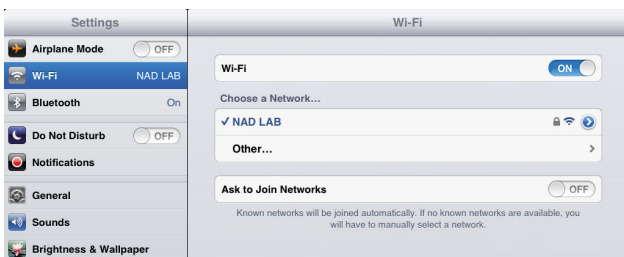 Settings
Airplane Mode OFF
Wi-Fi NAD LAB
Bluetooth On
Do Not Disturb OFF
Notifications
General
Sounds
Brightness & Wallpaper
Wi-Fi
Wi-Fi ON
Choose a Network...
✓ NAD LAB
Other...
Ask to Join Networks OFF
Known networks will be joined automatically. If no known networks are available, you
will have to manually select a network.